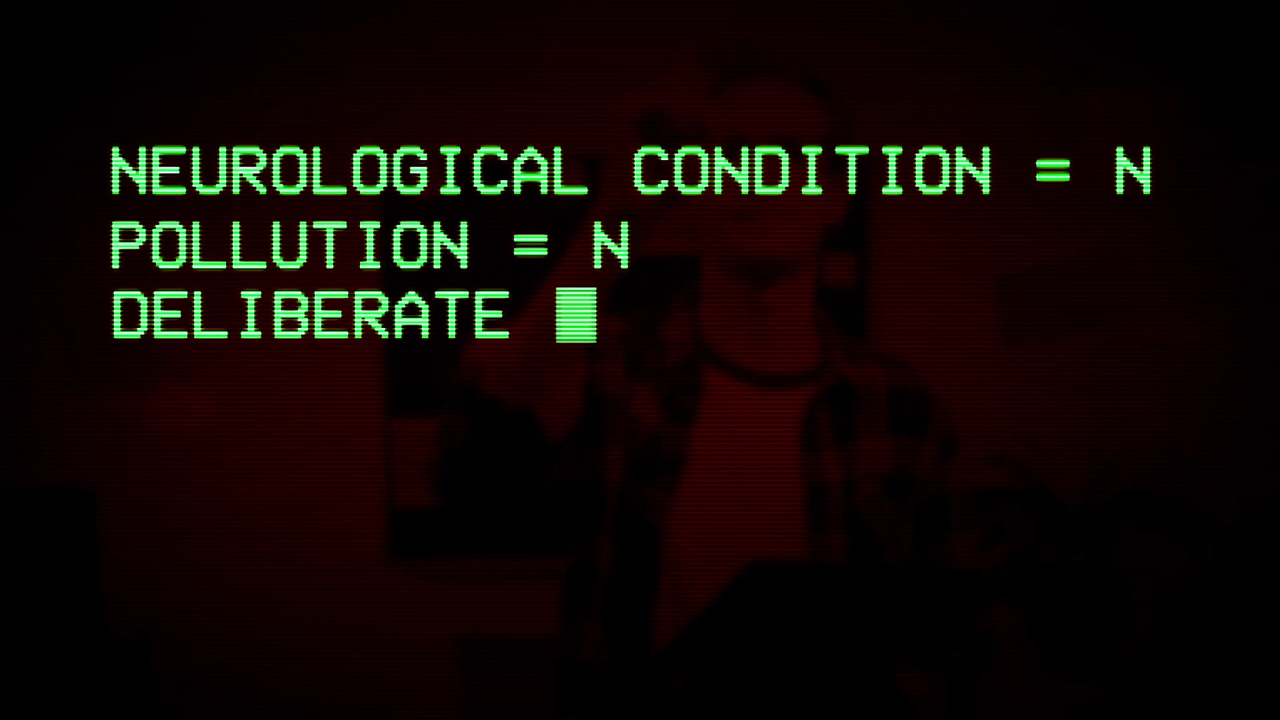 NEUROLOGICAL CONDITION = N
POLLUTION = N
DELIBERATE